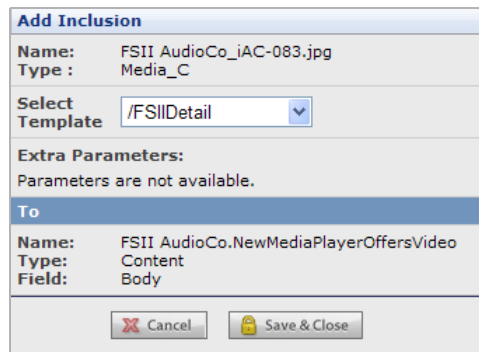 Add Inclusion
Name: FSII AudioCo_iAC-083.jpg
Type : Media_C
Select Template /FSIIDetail
Extra Parameters:
Parameters are not available.
To
Name: FSII AudioCo.NewMediaPlayerOffersVideo
Type: Content
Field: Body
Cancel Save & Close